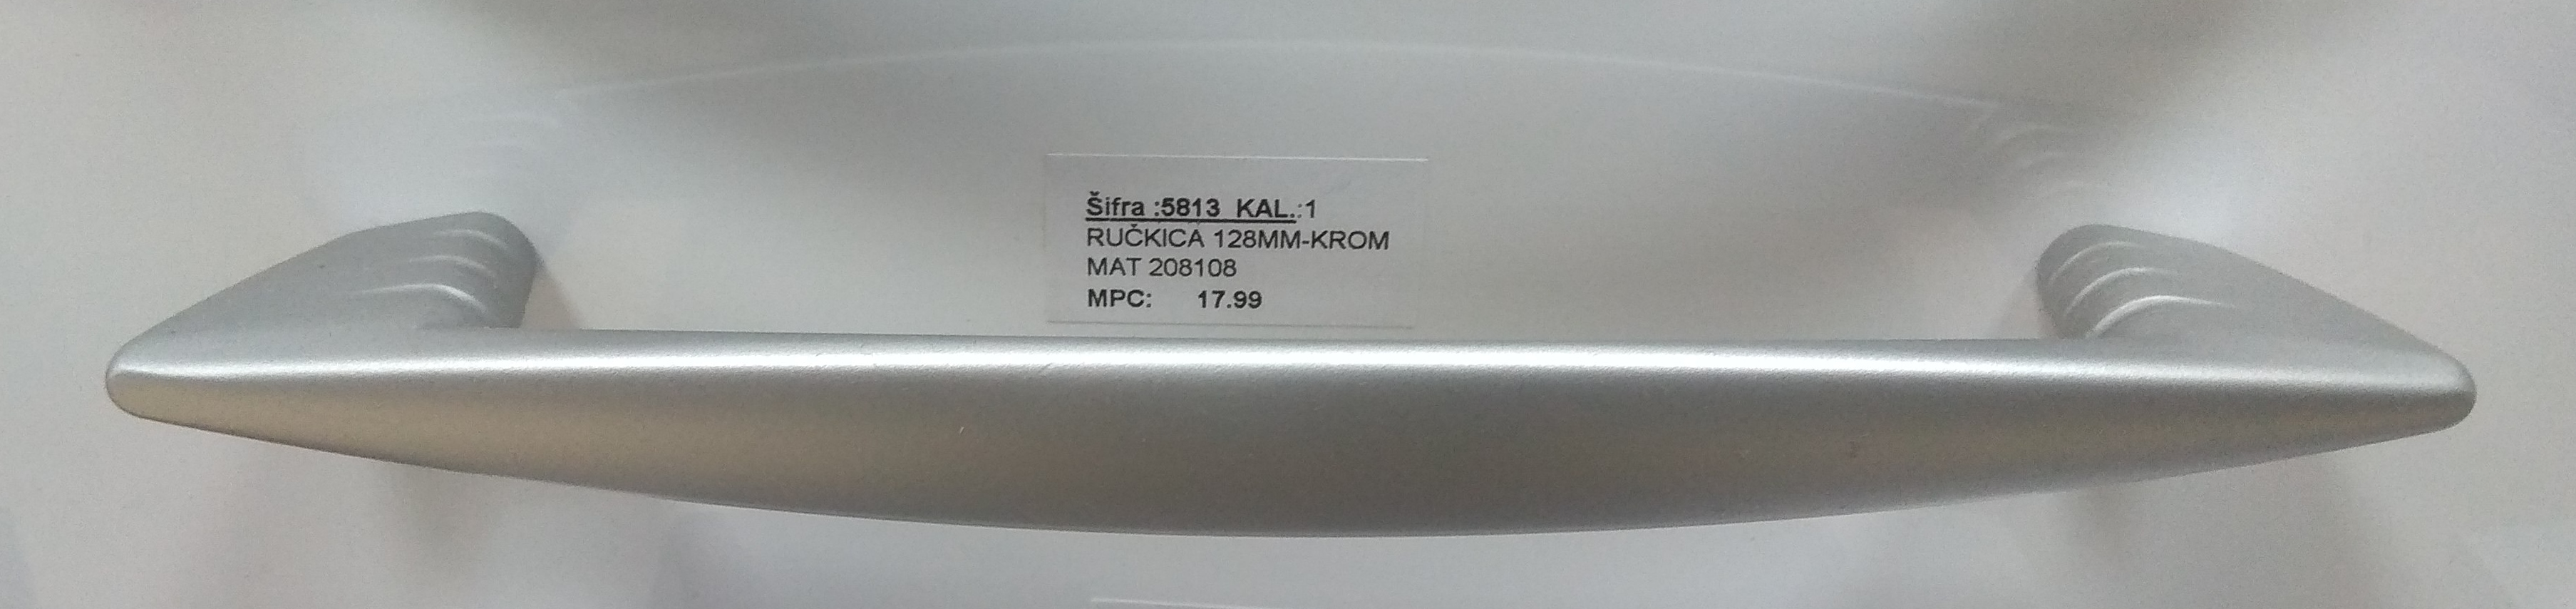 Šifra :5813 KAL.:1
RUČKICA 128MM-KROM
MAT 208108
MPC: 17.99